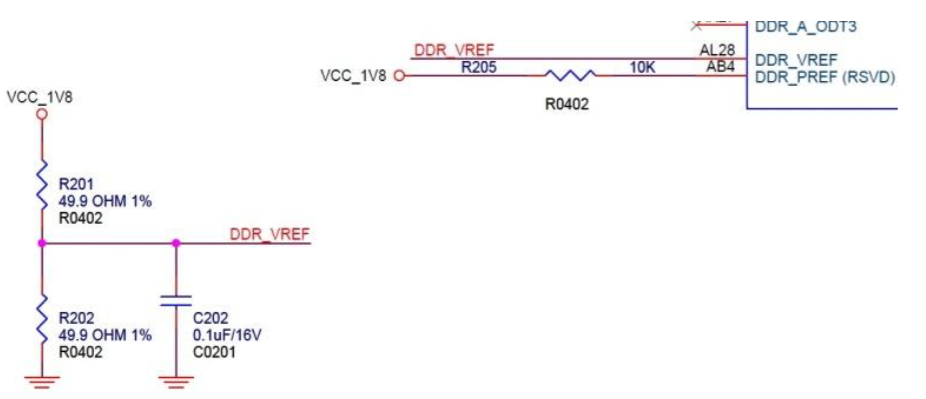 DDR_A_ODT3
DDR_VREF
AL28
DDR_VREF
VCC_1V8
R205
10K
AB4
DDR_PREF (RSVD)
R0402
VCC_1V8
R201
49.9 OHM 1%
R0402
DDR_VREF
R202
49.9 OHM 1%
R0402
C202
0.1uF/16V
C0201